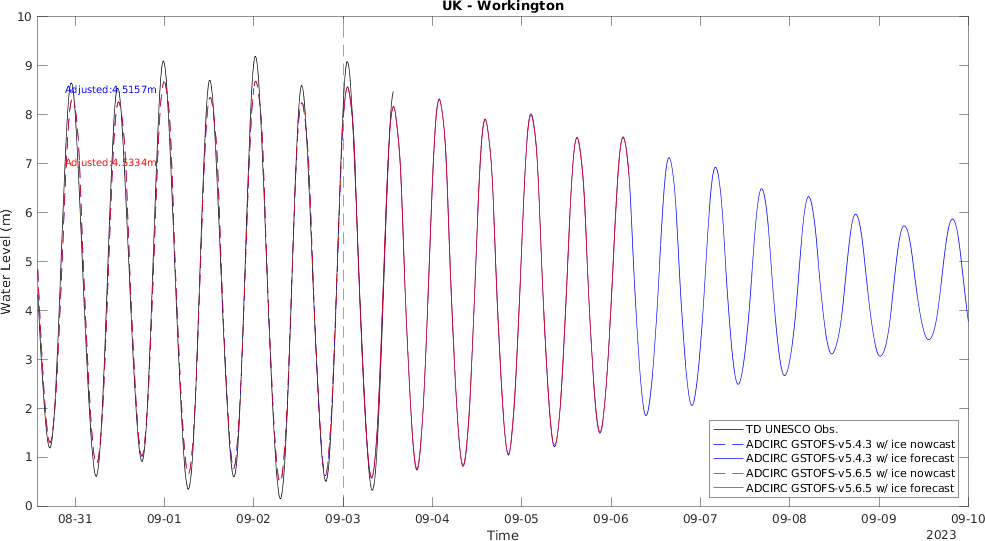 UK - Workington
10
9
8
7
6
5
4
3
2
1
0
Water Level (m)
Adjusted:4.5157m
Adjusted:4.5334m
TD UNESCO Obs.
ADCIRC GSTOFS-v5.4.3 w/ ice nowcast
ADCIRC GSTOFS-v5.4.3 w/ ice forecast
ADCIRC GSTOFS-v5.6.5 w/ ice nowcast
ADCIRC GSTOFS-v5.6.5 w/ ice forecast
08-31 09-01 09-02 09-03 09-04 09-05 09-06 09-07 09-08 09-09 09-10
Time
2023